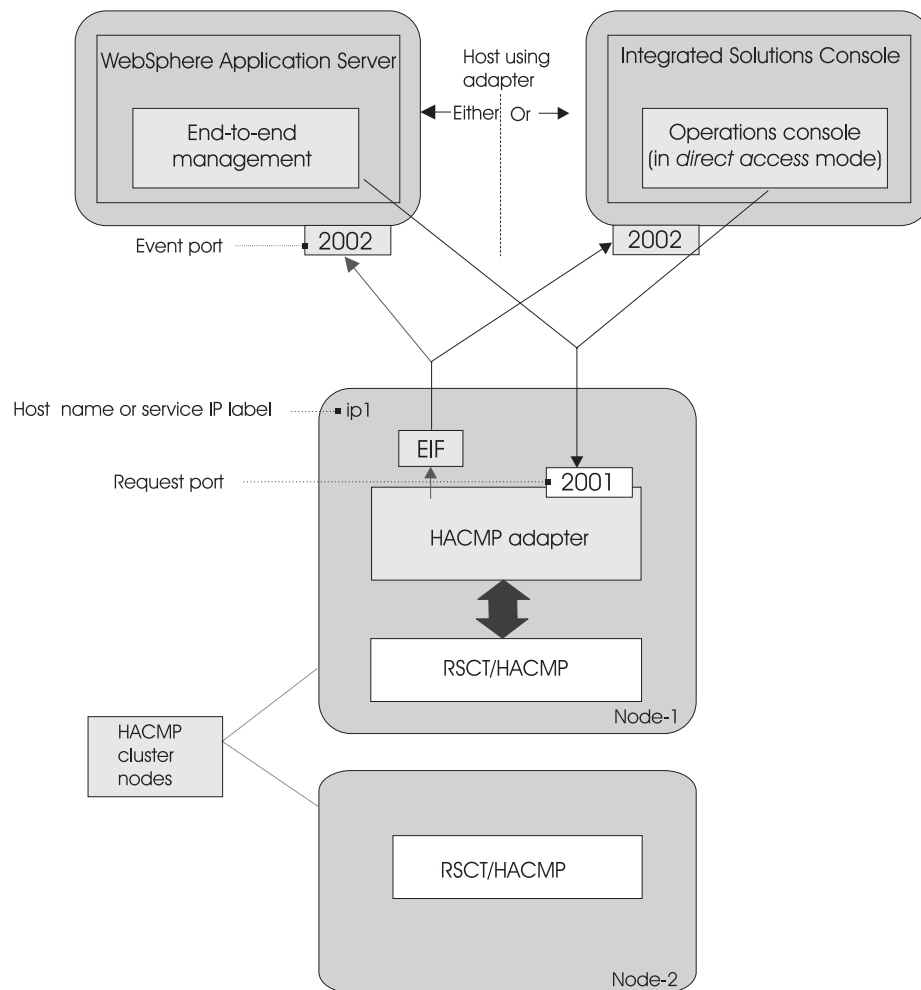 WebSphere Application Server
End-to-end
management
Host using
adapter
Either Or
Integrated Solutions Console
Operations console
(in direct access mode)
Event port
2002
2002
Host name or service IP label
ip1
EIF
Request port
2001
HACMP adapter
RSCT/HACMP
Node-1
HACMP
cluster
nodes
RSCT/HACMP
Node-2